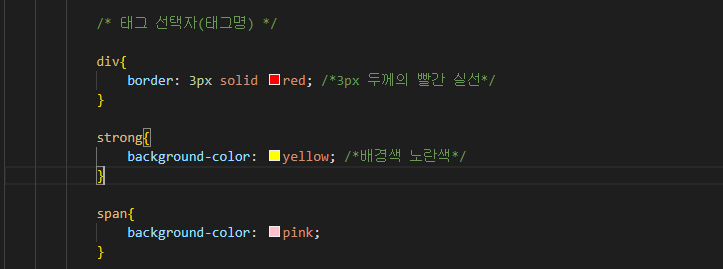 /* 태그 선택자(태그명) */
div{
border: 3px solid red; /*3px 두께의 빨간 실선*/
}
strong{
background-color: yellow; /*배경색 노란색*/
}
span{
background-color: pink;
}